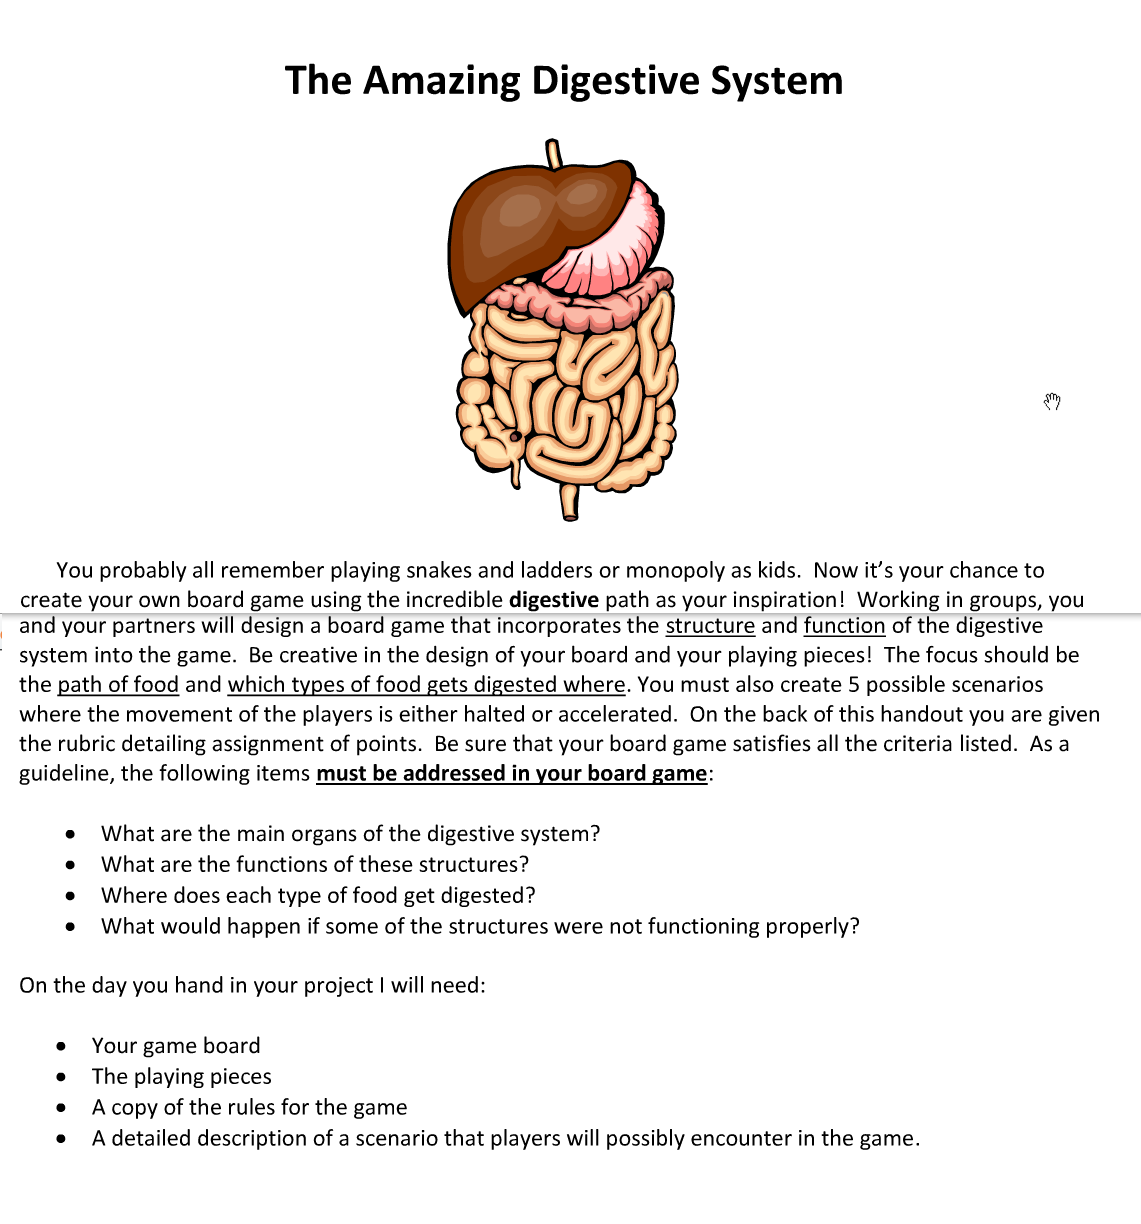 The Amazing Digestive System
You probably all remember playing snakes and ladders or monopoly as kids.  Now it's your chance to
create your own board game using the incredible digestive path as your inspiration!  Working in groups, you
and your partners will design a board game that incorporates the structure and function of the digestive
system into the game.  Be creative in the design of your board and your playing pieces!  The focus should be
the path of food and which types of food gets digested where. You must also create 5 possible scenarios
where the movement of the players is either halted or accelerated.  On the back of this handout you are given
the rubric detailing assignment of points.  Be sure that your board game satisfies all the criteria listed.  As a
guideline, the following items must be addressed in your board game:
• What are the main organs of the digestive system?
• What are the functions of these structures?
• Where does each type of food get digested?
• What would happen if some of the structures were not functioning properly?
On the day you hand in your project I will need:
• Your game board
• The playing pieces
• A copy of the rules for the game
• A detailed description of a scenario that players will possibly encounter in the game.